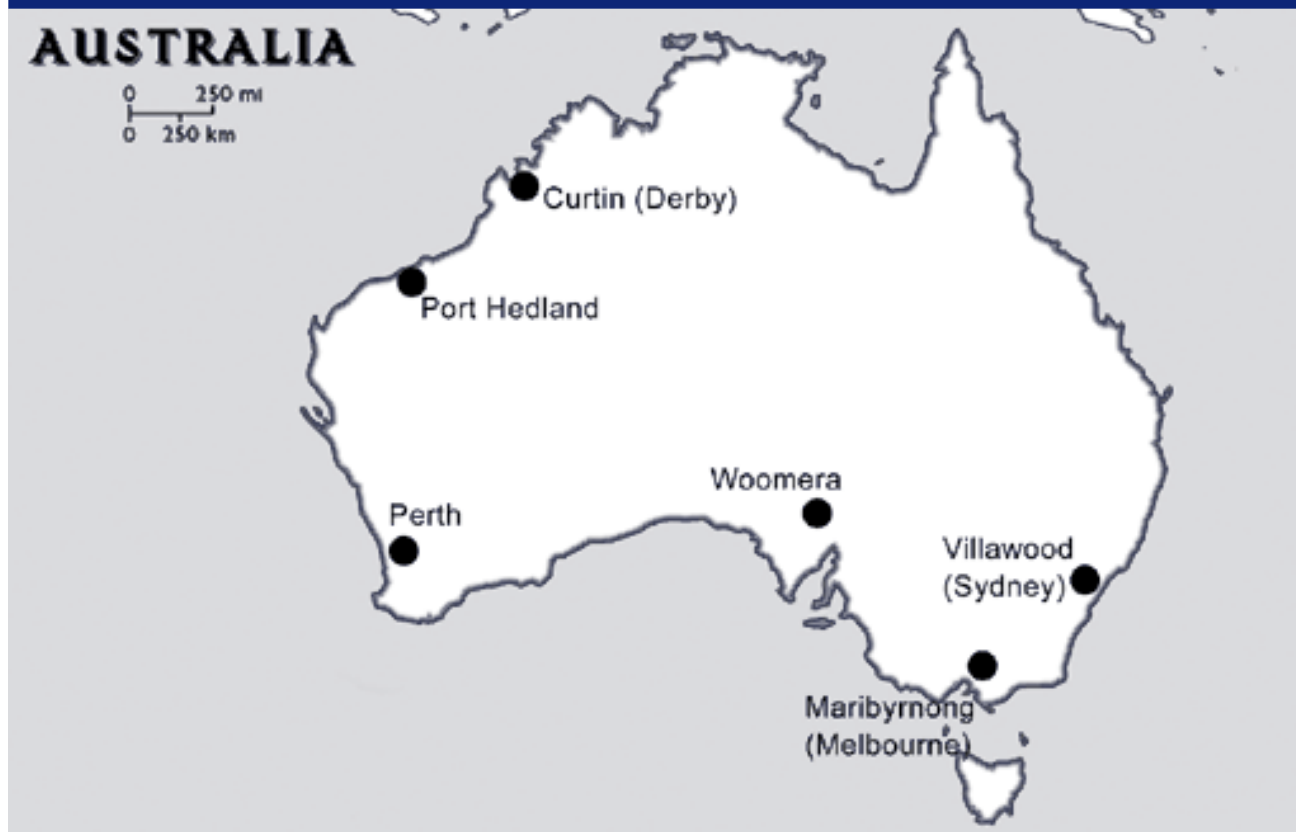 AUSTRALIA
0 250 mi
0 250 km
Curtin (Derby)
Port Hedland
Woomera
Perth
Villawood
(Sydney)
Maribyrnong
(Melbourne)